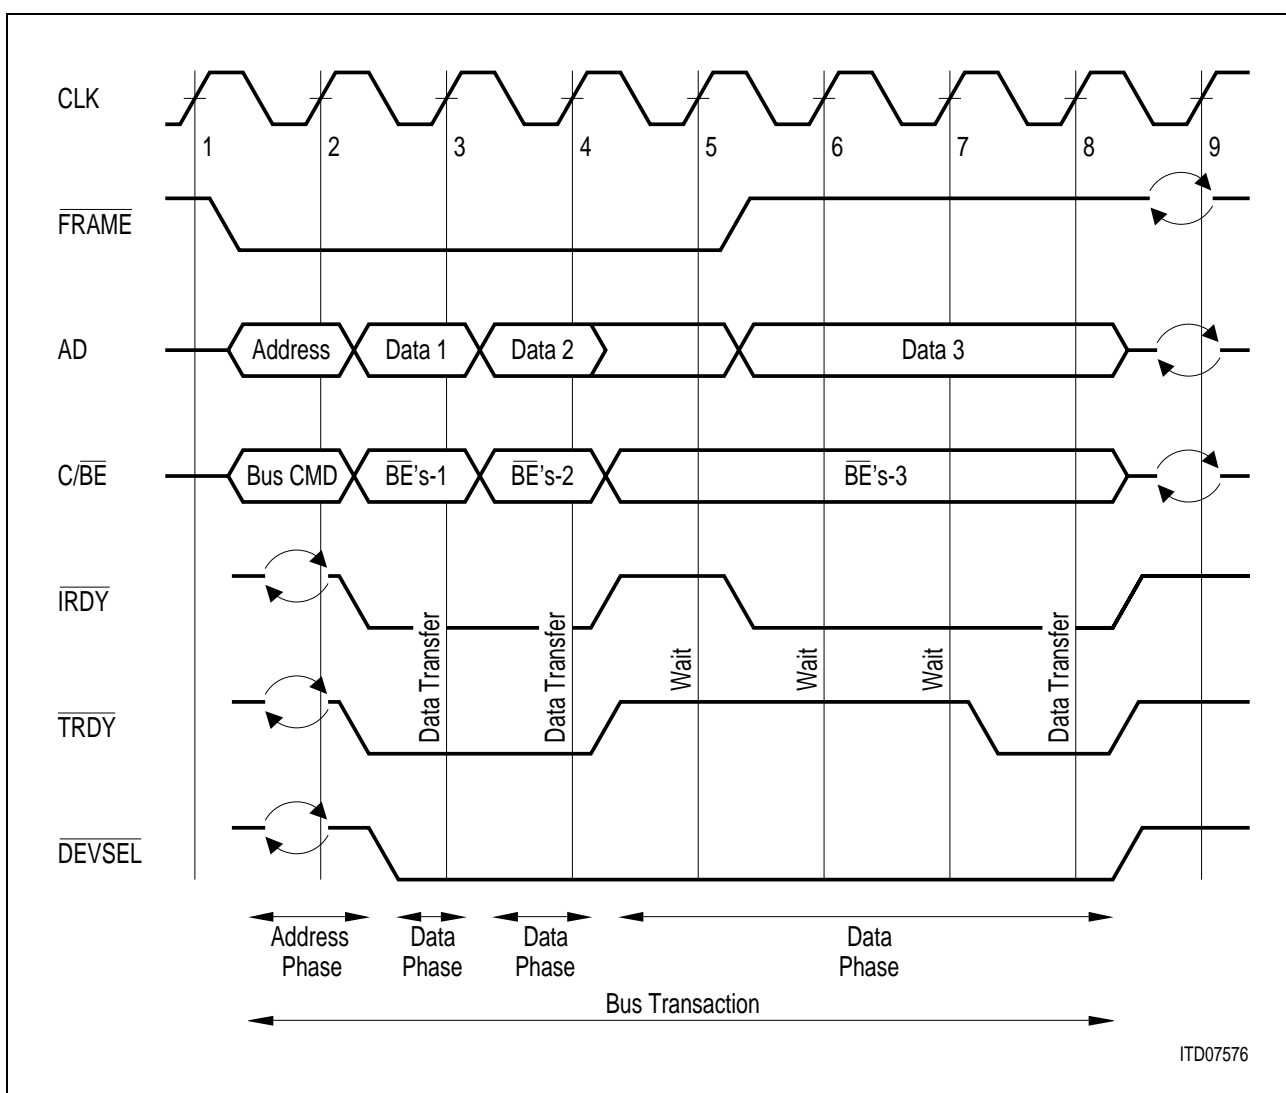 CLK
1 2 3 4 5 6 7 8 9
FRAME
AD
Address Data 1 Data 2 Data 3
C/BE
Bus CMD BE's-1 BE's-2 BE's-3
IRDY
Data Transfer
Data Transfer
Wait
Wait
Wait
Data Transfer
TRDY
DEVSEL
Address Data Data Data
Phase Phase Phase Phase
Bus Transaction
ITD07576